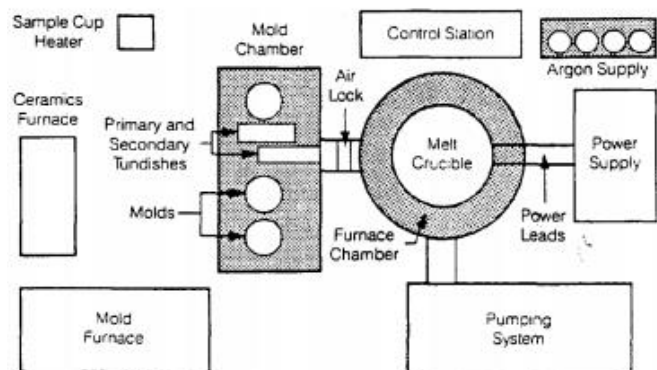 Sample Cup
Heater
Mold
Chamber
Control Station
Argon Supply
Air
Lock
Ceramics
Furnace
Primary and
Secondary
Tundishes
Melt
Crucible
Power
Supply
Molds
Furnace
Chamber
Power
Leads
Mold
Furnace
Pumping
System